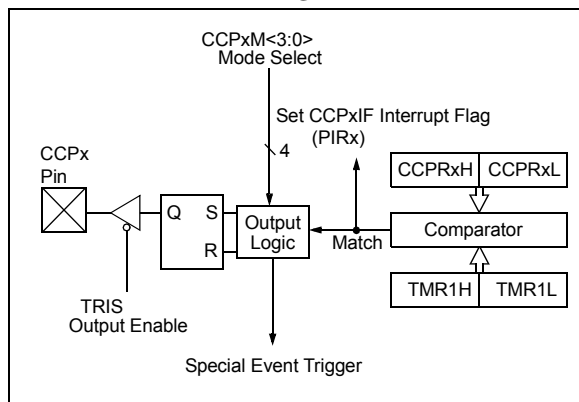 CCPxM<3:0>
Mode Select
Set CCPxIF Interrupt Flag
(PIRx)
4
CCPx
Pin
CCPRxH CCPRxL
Q S
R
Output
Logic
Match
Comparator
TRIS
Output Enable
TMR1H TMR1L
Special Event Trigger